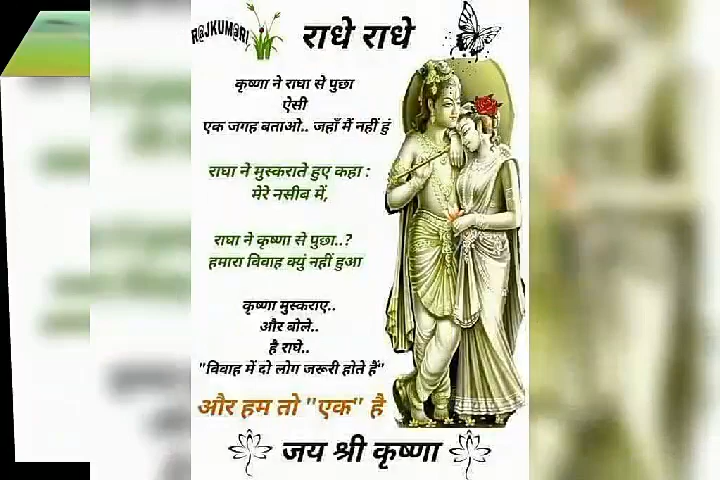 R@JKUM@RI
राधे राधे
कृष्णा ने राधा से पुछा
ऐसी
एक जगह बताओ.. जहाँ मैं नहीं हुं
राधा ने मुस्कराते हुए कहा :
मेरे नसीब में,
राधा ने कृष्णा से पुछा..?
हमारा विवाह क्युं नहीं हुआ
कृष्णा मुस्कराए..
और बोले..
है राधे..
"विवाह में दो लोग जरूरी होते हैं"
और हम तो "एक" है
जय श्री कृष्णा